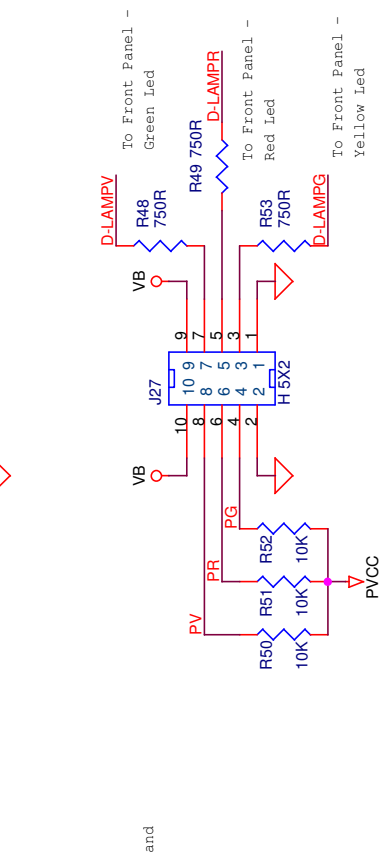 To Front Panel -
Green Led
D-LAMPV
R48
750R
D-LAMPR
R49 750R
To Front Panel -
Red Led
To Front Panel -
Yellow Led
D-LAMPG
R53
750R
VB
9
7
5
3
1
J27
10 9
8 7
6 5
4 3
2 1
H 5X2
10
8
6
4
2
VB
PV
PR
PG
R50
10K
R51
10K
R52
10K
PVCC
and